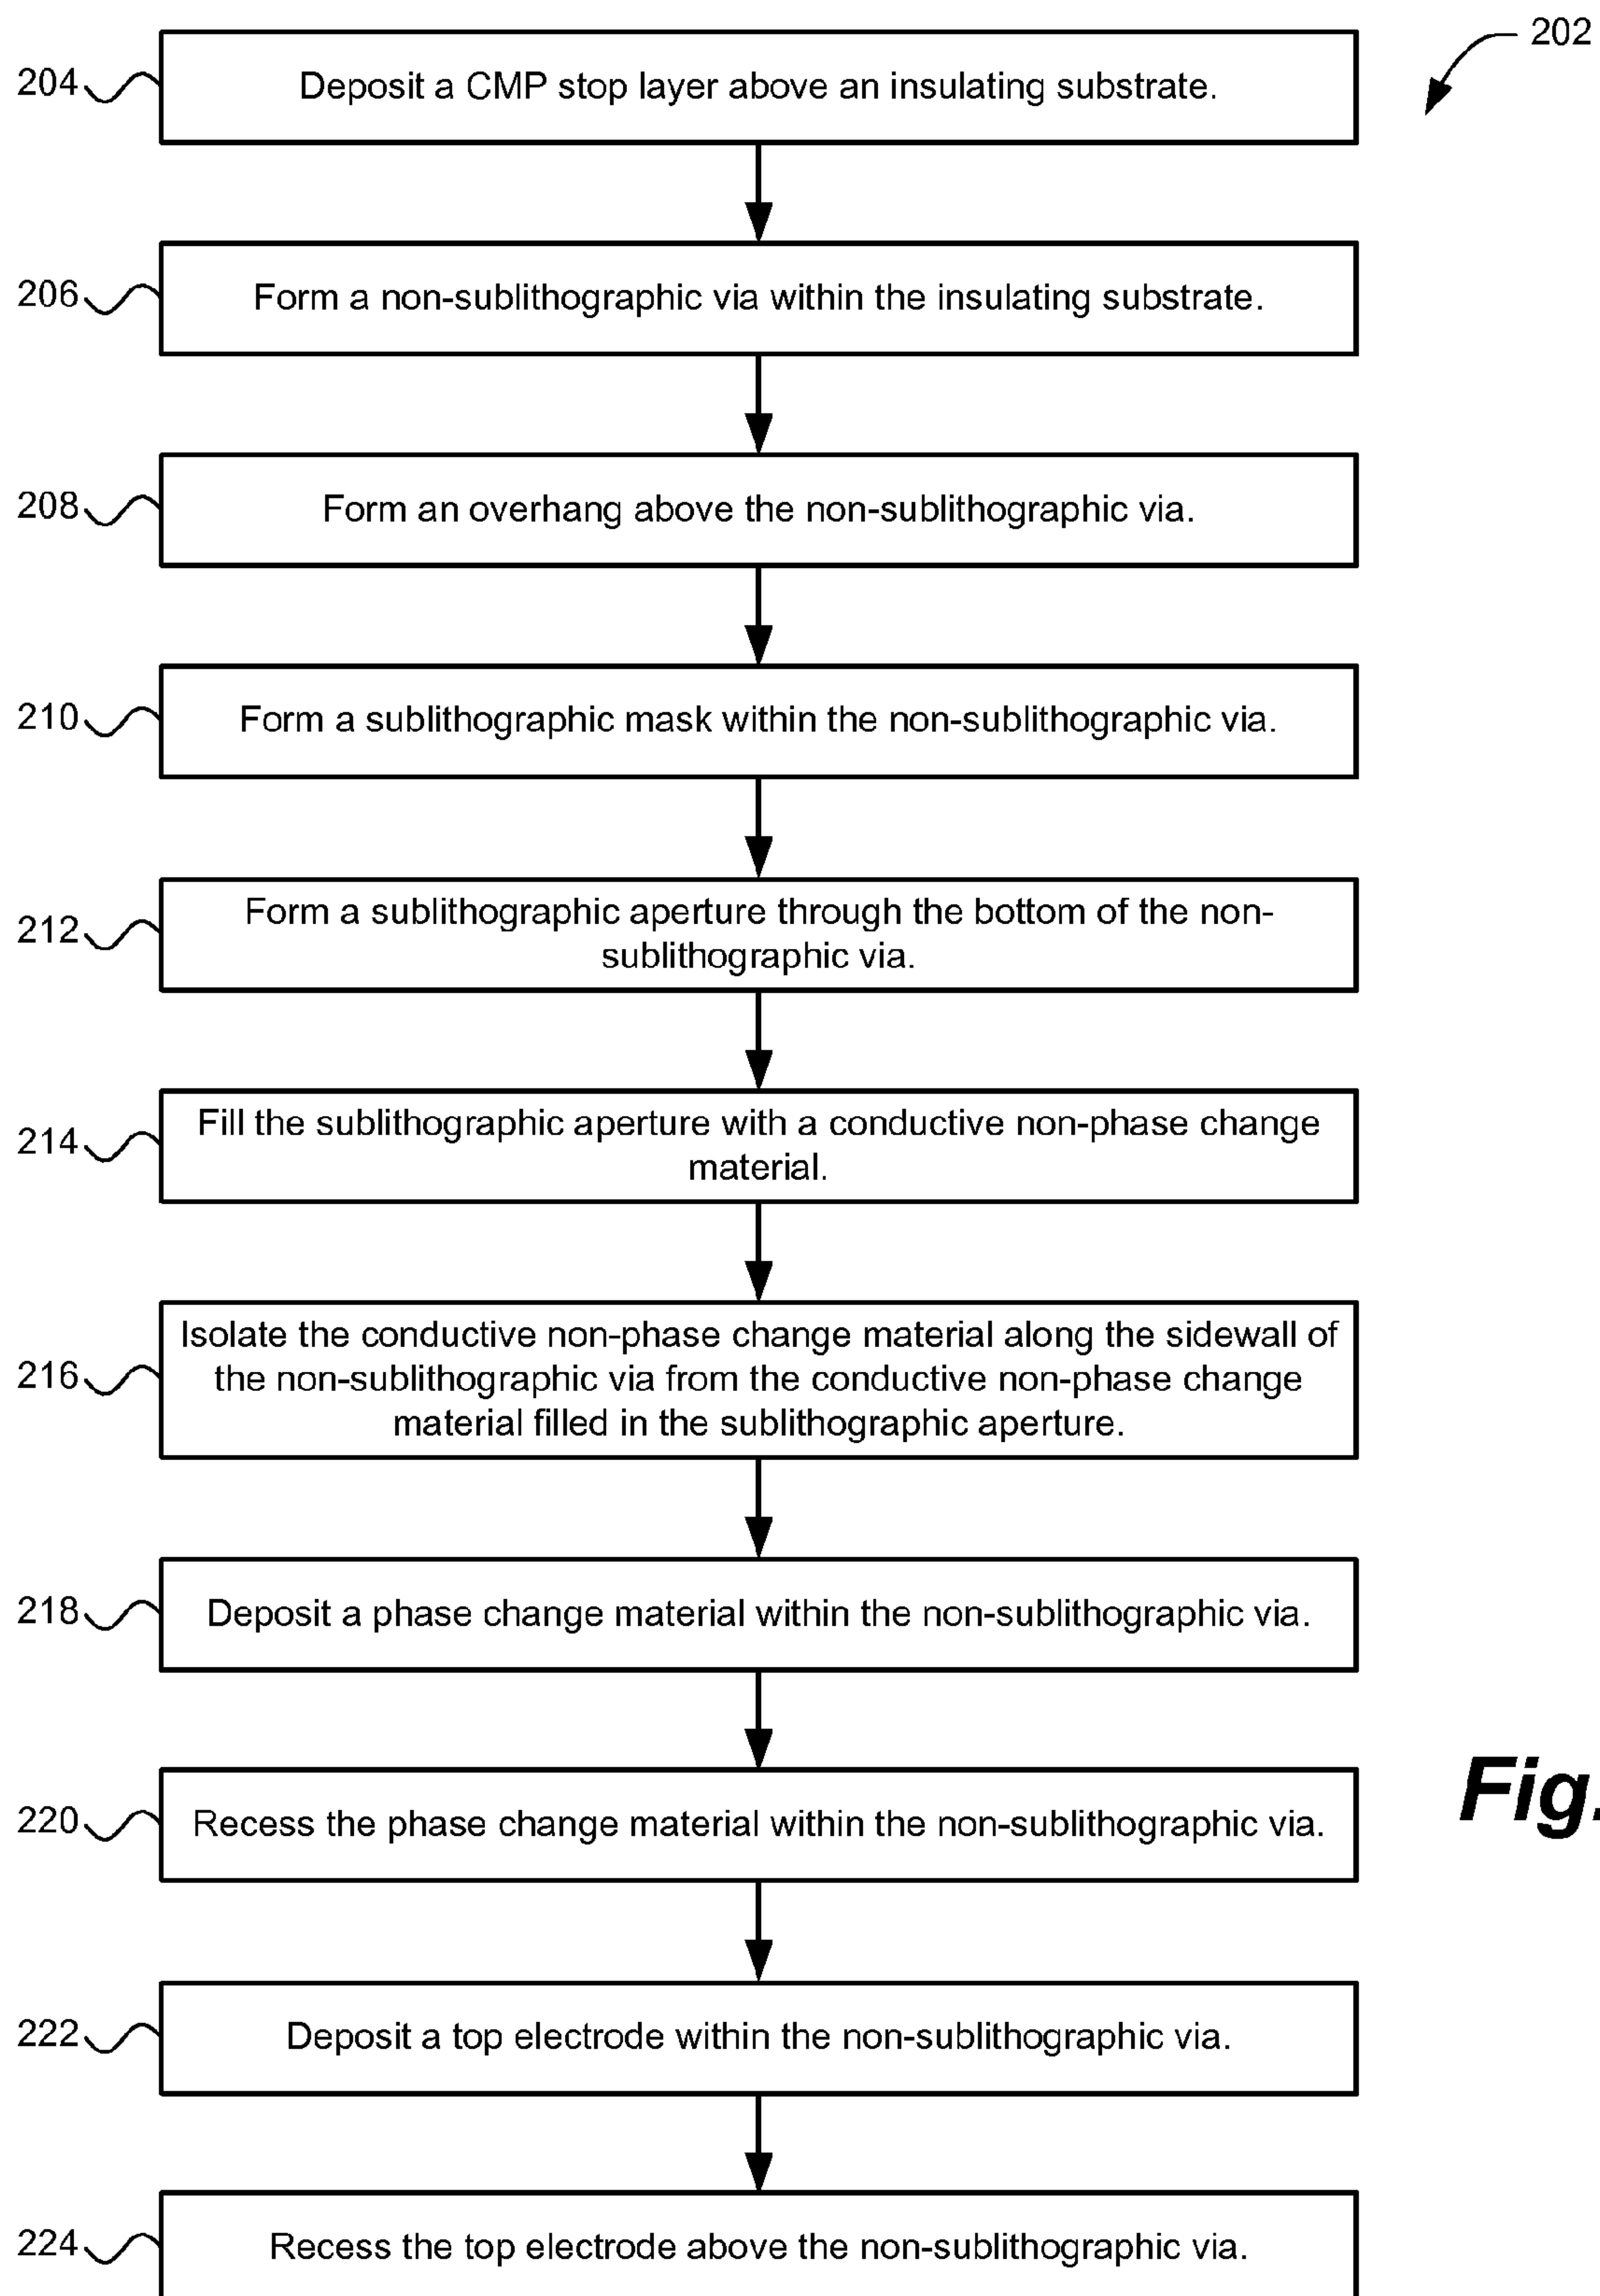 202
204
Deposit a CMP stop layer above an insulating substrate.
206
Form a non-sublithographic via within the insulating substrate.
208
Form an overhang above the non-sublithographic via.
210
Form a sublithographic mask within the non-sublithographic via.
212
Form a sublithographic aperture through the bottom of the non-
sublithographic via.
214
Fill the sublithographic aperture with a conductive non-phase change
material.
216
Isolate the conductive non-phase change material along the sidewall of
the non-sublithographic via from the conductive non-phase change
material filled in the sublithographic aperture.
218
Deposit a phase change material within the non-sublithographic via.
220
Recess the phase change material within the non-sublithographic via.
Fig.
222
Deposit a top electrode within the non-sublithographic via.
224
Recess the top electrode above the non-sublithographic via.